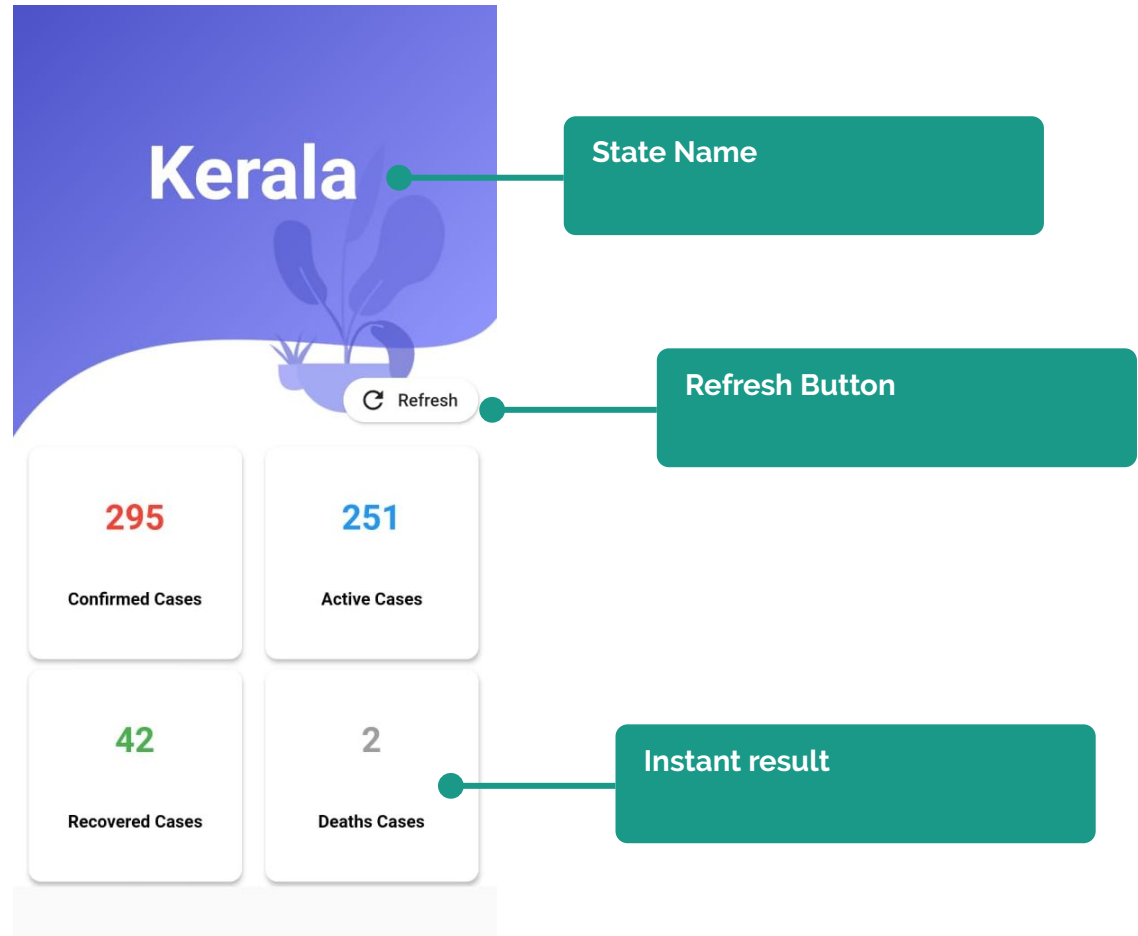 Kerala
State Name
Refresh
Refresh Button
295
251
Confirmed Cases
Active Cases
42
2
Recovered Cases
Deaths Cases
Instant result